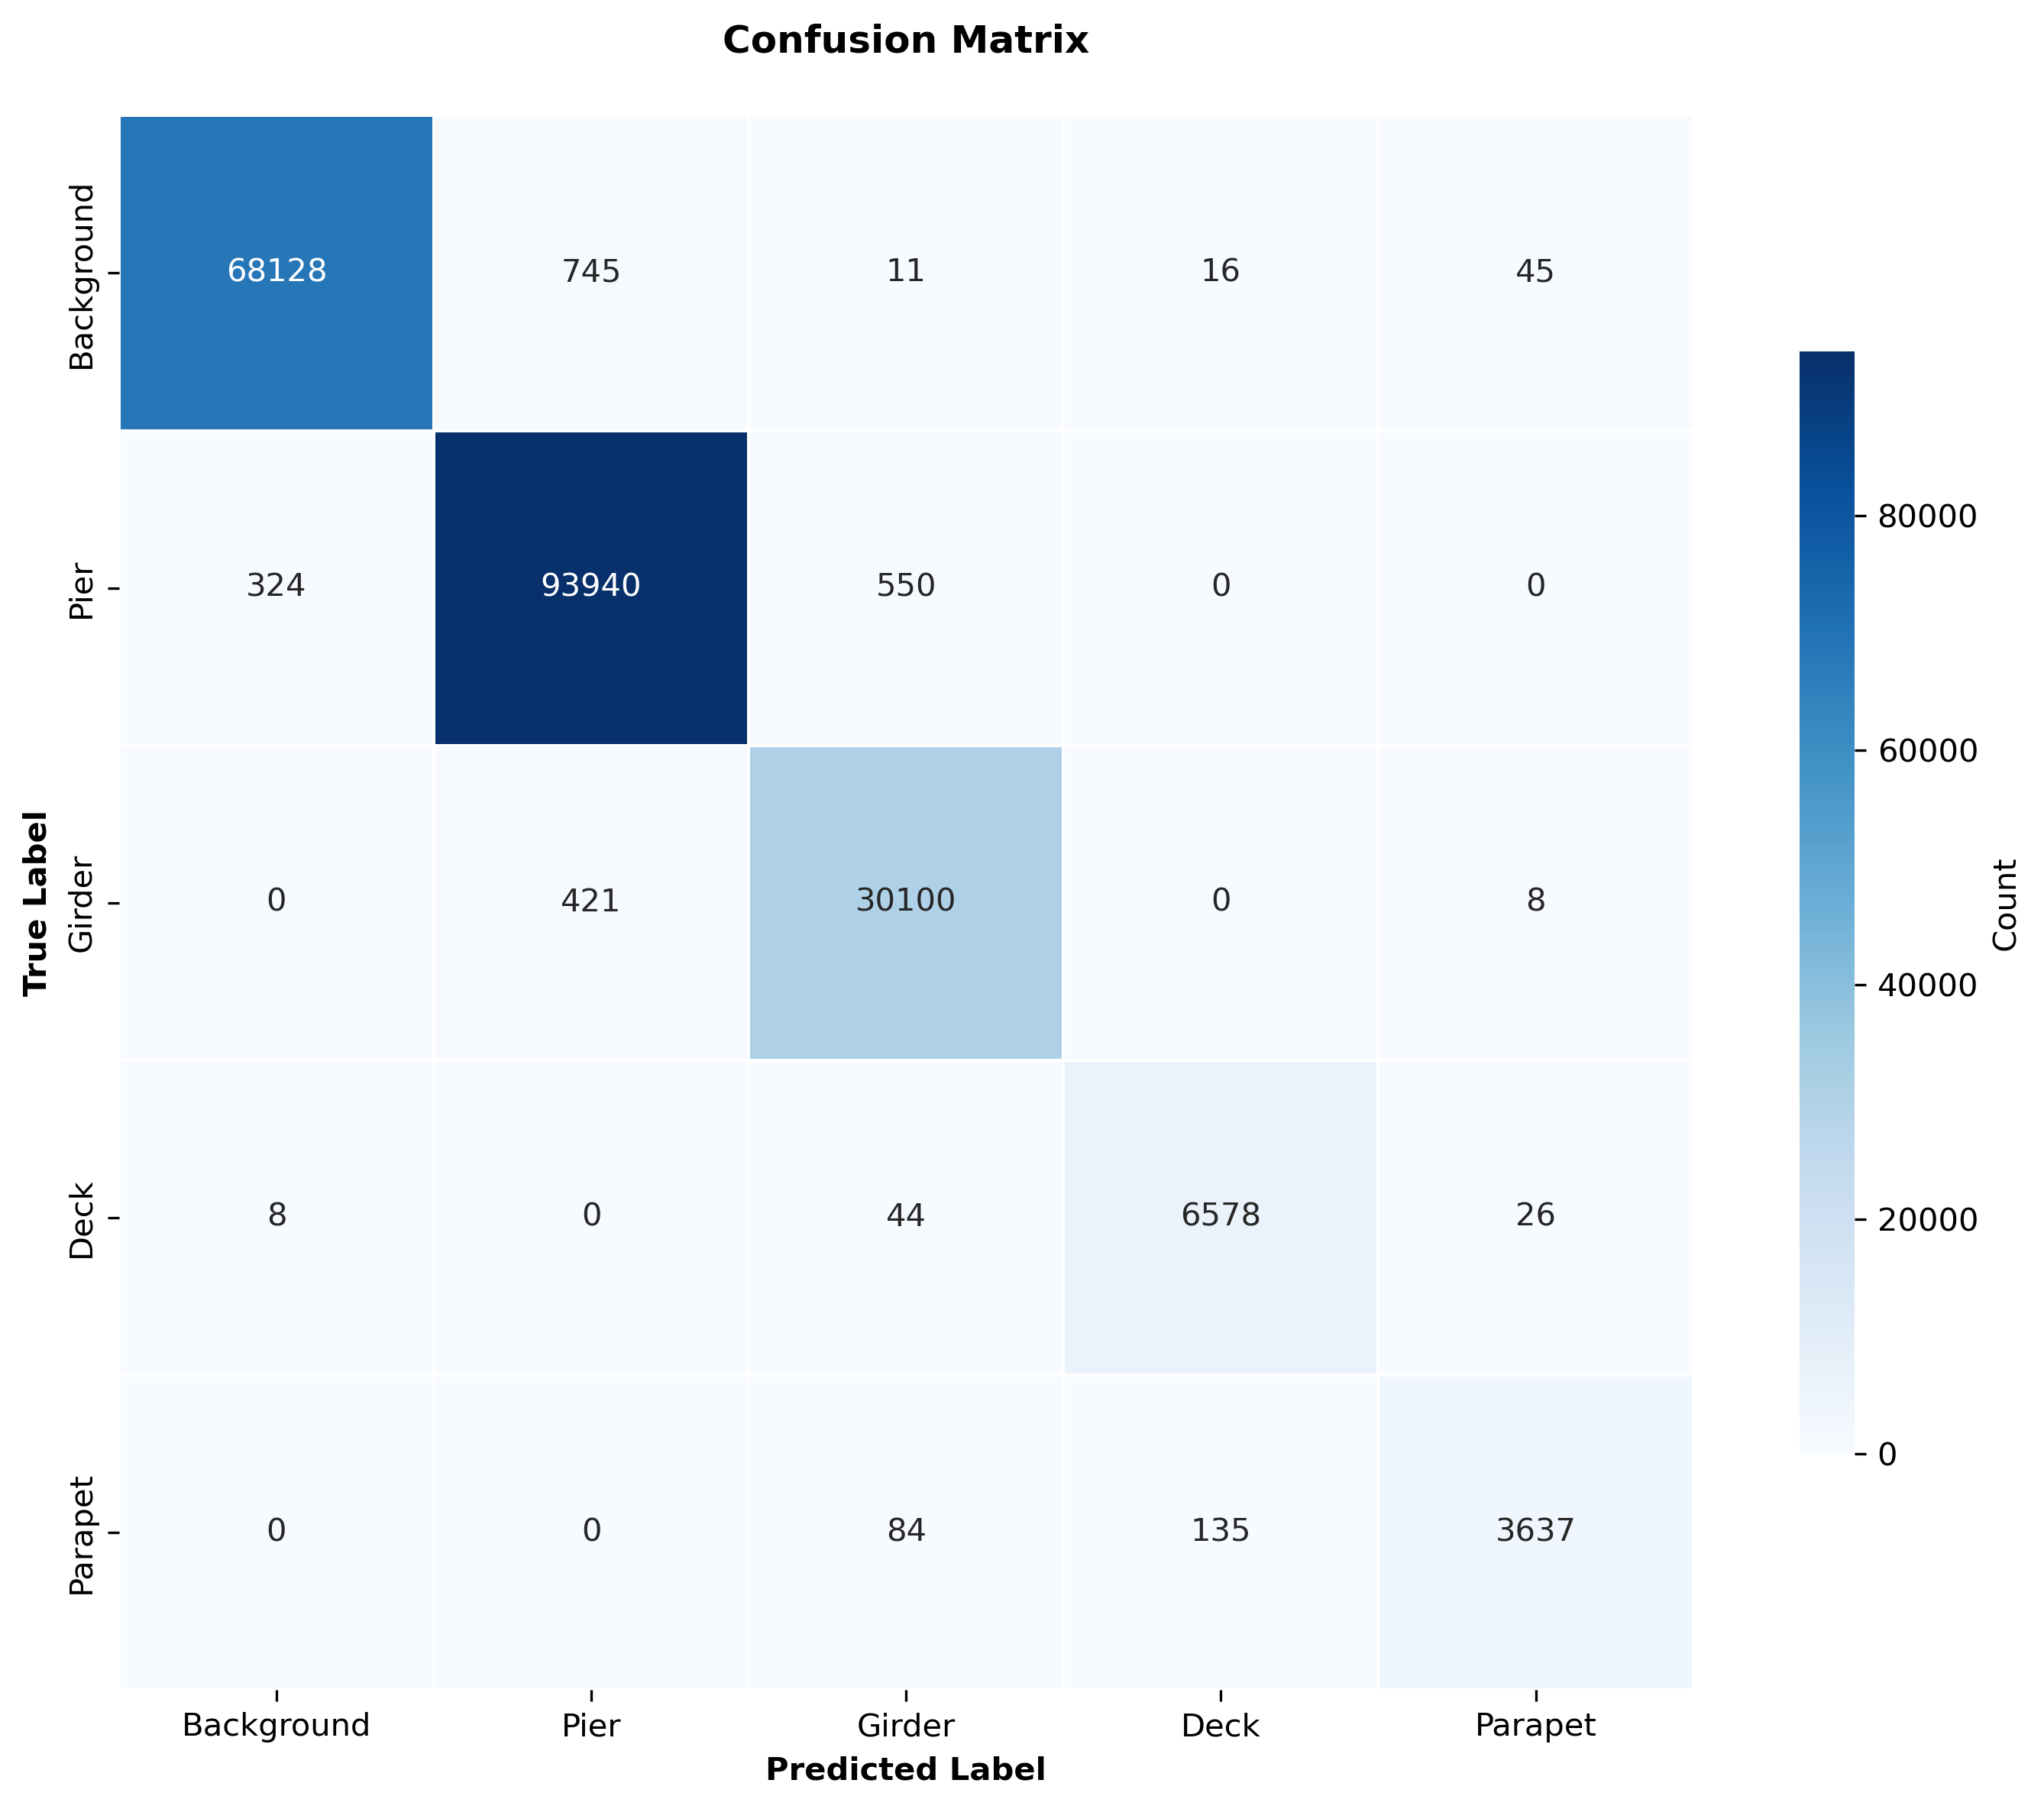 Confusion Matrix
True Label
Background
68128 745 11 16 45
Pier
324 93940 550 0 0
Girder
0 421 30100 0 8
Deck
8 0 44 6578 26
Parapet
0 0 84 135 3637
Background Pier Girder Deck Parapet
Predicted Label
80000
60000
40000
20000
0
Count